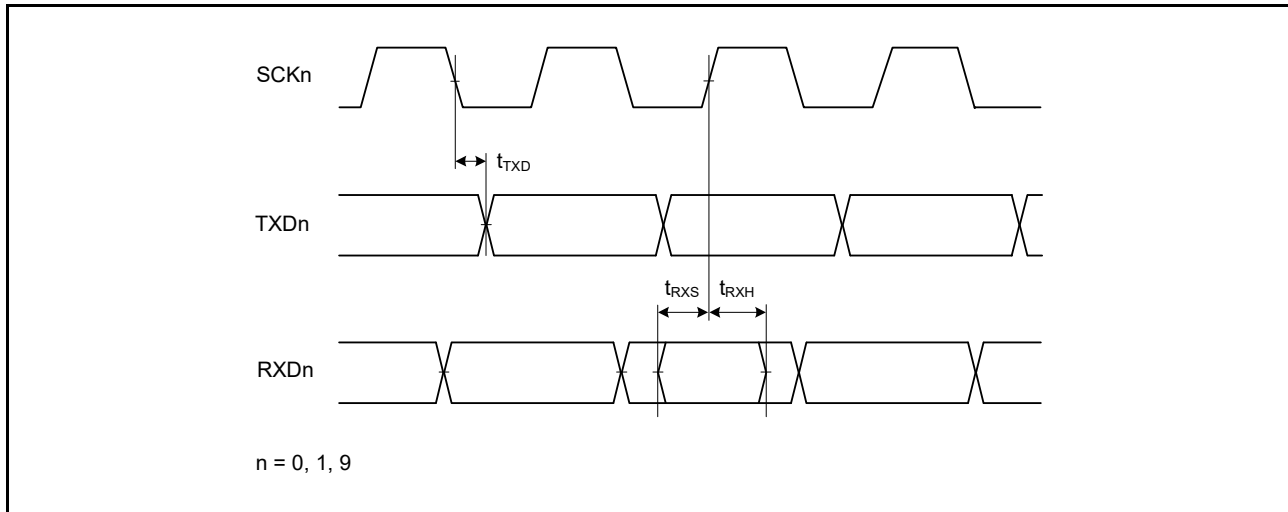 SCKn
tTXD
TXDn
tRXS tRXH
RXDn
n = 0, 1, 9